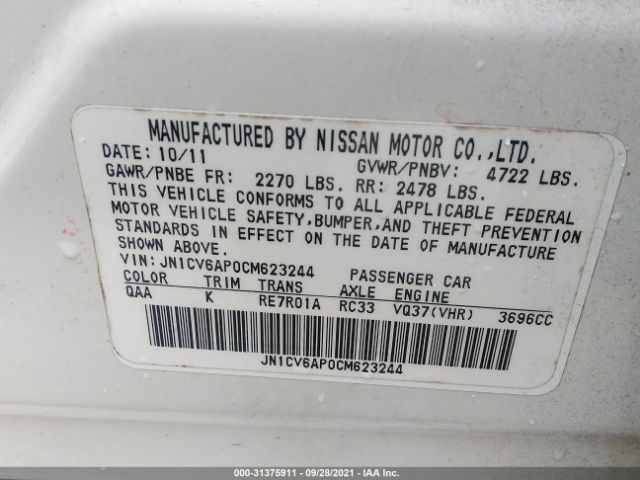 MANUFACTURED BY NISSAN MOTOR CO.,LTD.
DATE: 10/11 GVWR/PNBV: 4722 LBS.
GAWR/PNBE FR: 2270 LBS. RR: 2478 LBS.
THIS VEHICLE CONFORMS TO ALL APPLICABLE FEDERAL
MOTOR VEHICLE SAFETY,BUMPER,AND THEFT PREVENTION
STANDARDS IN EFFECT ON THE DATE OF MANUFACTURE
SHOWN ABOVE.
VIN: JN1CV6AP0CM623244 PASSENGER CAR
COLOR TRIM TRANS AXLE ENGINE
QAA K RE7R01A RC33 VQ37(VHR) 3696CC
JN1CV6AP0CM623244
000-31375911 - 09/28/2021 - IAA Inc.